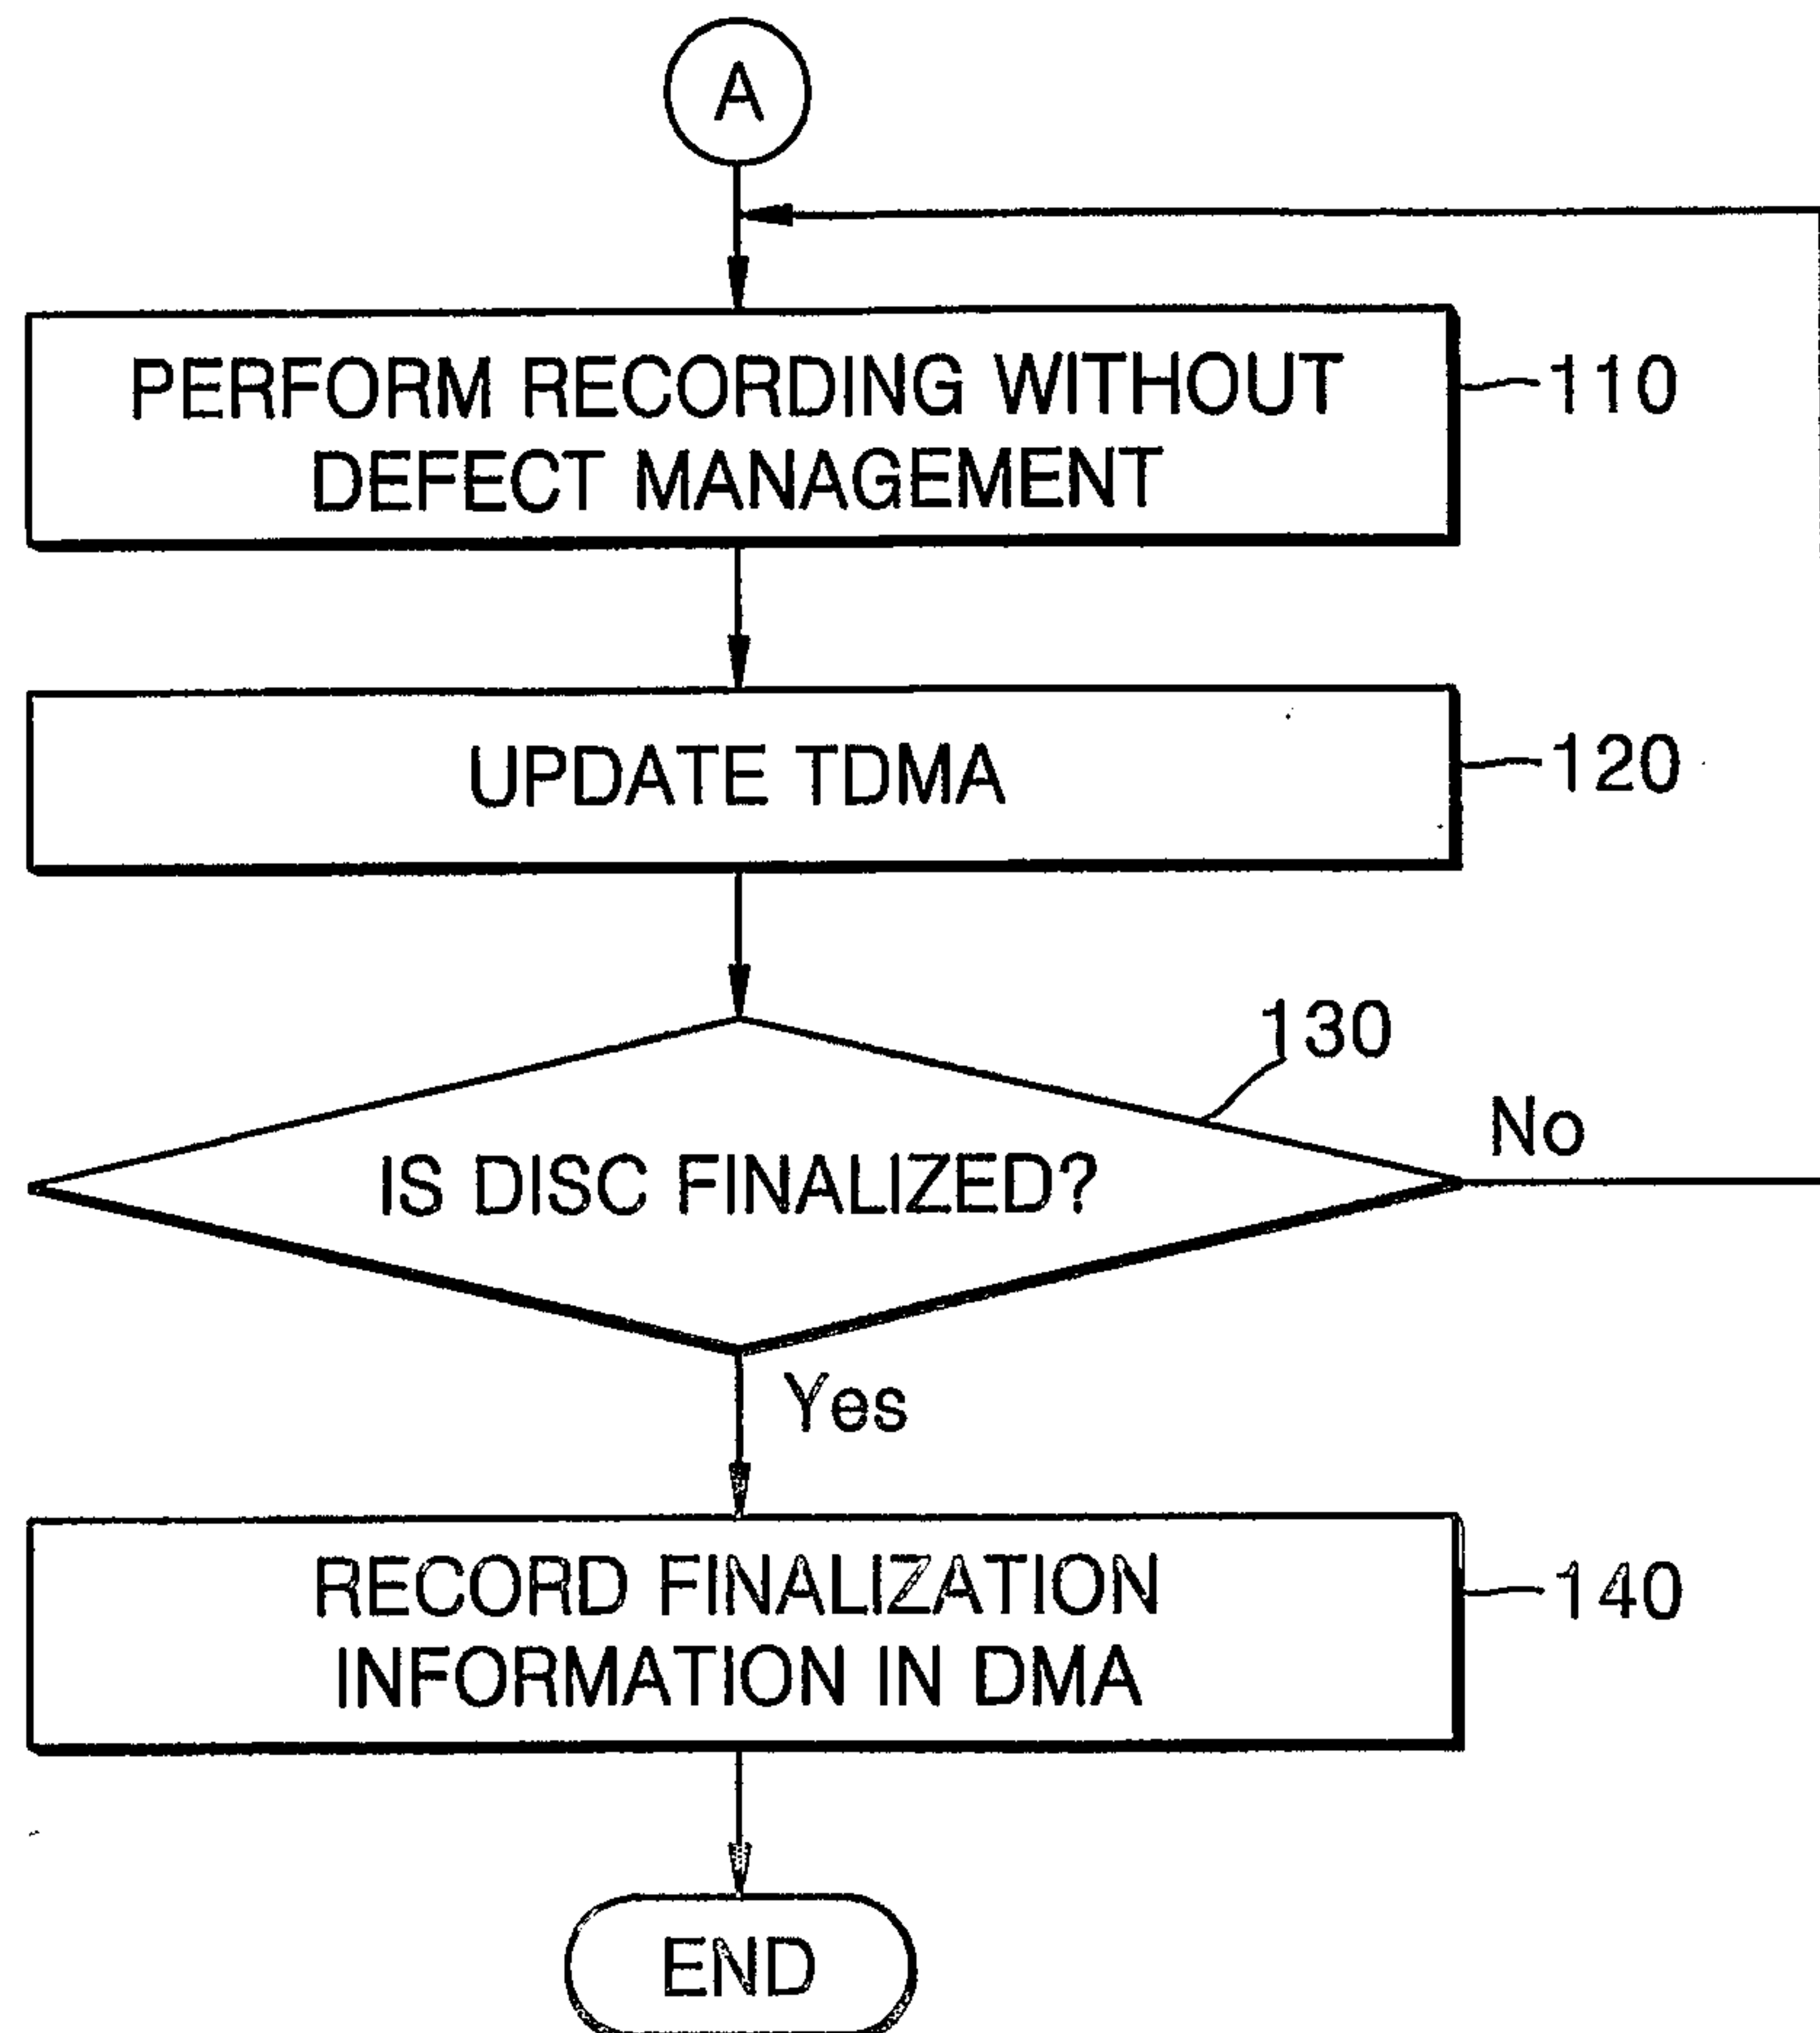 A
PERFORM RECORDING WITHOUT
DEFECT MANAGEMENT
110
UPDATE TDMA
120
130
IS DISC FINALIZED?
No
Yes
RECORD FINALIZATION
INFORMATION IN DMA
140
END